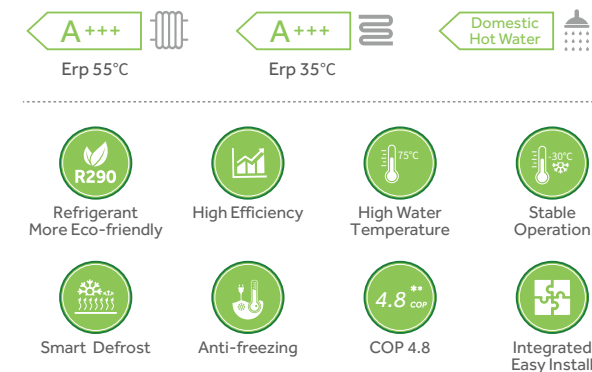 A+++
A+++
Domestic
Hot Water
Erp 55°C
Erp 35°C
R290
75°C
-30°C
Refrigerant
More Eco-friendly
High Efficiency
High Water
Temperature
Stable
Operation
4.8 COP**
Smart Defrost
Anti-freezing
COP 4.8
Integrated
Easy Install